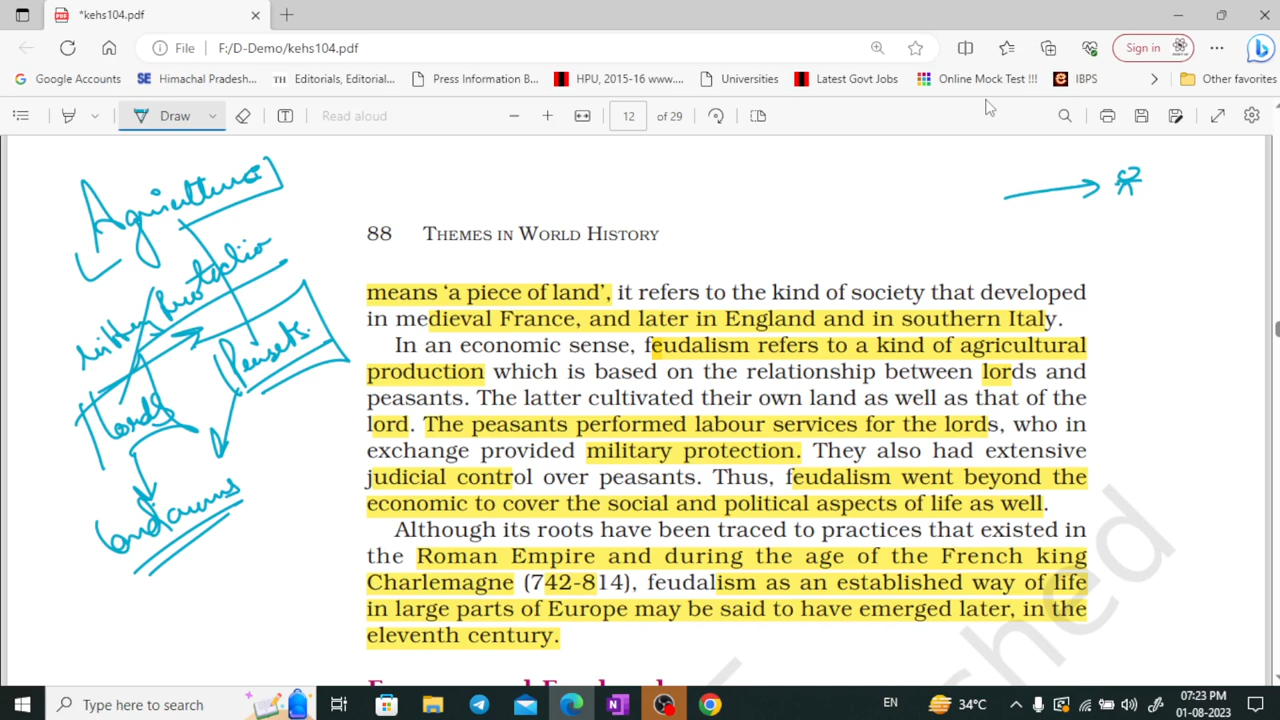 *kehs104.pdf
File F:/D-Demo/kehs104.pdf
Sign in
Google Accounts Himachal Pradesh... Editorials, Editorial... Press Information B... HPU, 2015-16 www.... Universities Latest Govt Jobs Online Mock Test !!! IBPS Other favorites
Draw Read aloud 12 of 29
Agriculture
88 THEMES IN WORLD HISTORY
means ‘a piece of land’, it refers to the kind of society that developed
in medieval France, and later in England and in southern Italy.
In an economic sense, feudalism refers to a kind of agricultural
production which is based on the relationship between lords and
peasants. The latter cultivated their own land as well as that of the
lord. The peasants performed labour services for the lords, who in
exchange provided military protection. They also had extensive
judicial control over peasants. Thus, feudalism went beyond the
economic to cover the social and political aspects of life as well.
Although its roots have been traced to practices that existed in
the Roman Empire and during the age of the French king
Charlemagne (742-814), feudalism as an established way of life
in large parts of Europe may be said to have emerged later, in the
eleventh century.
Protection
Lords
Type here to search
EN 34°C 07:23 PM
01-08-2023